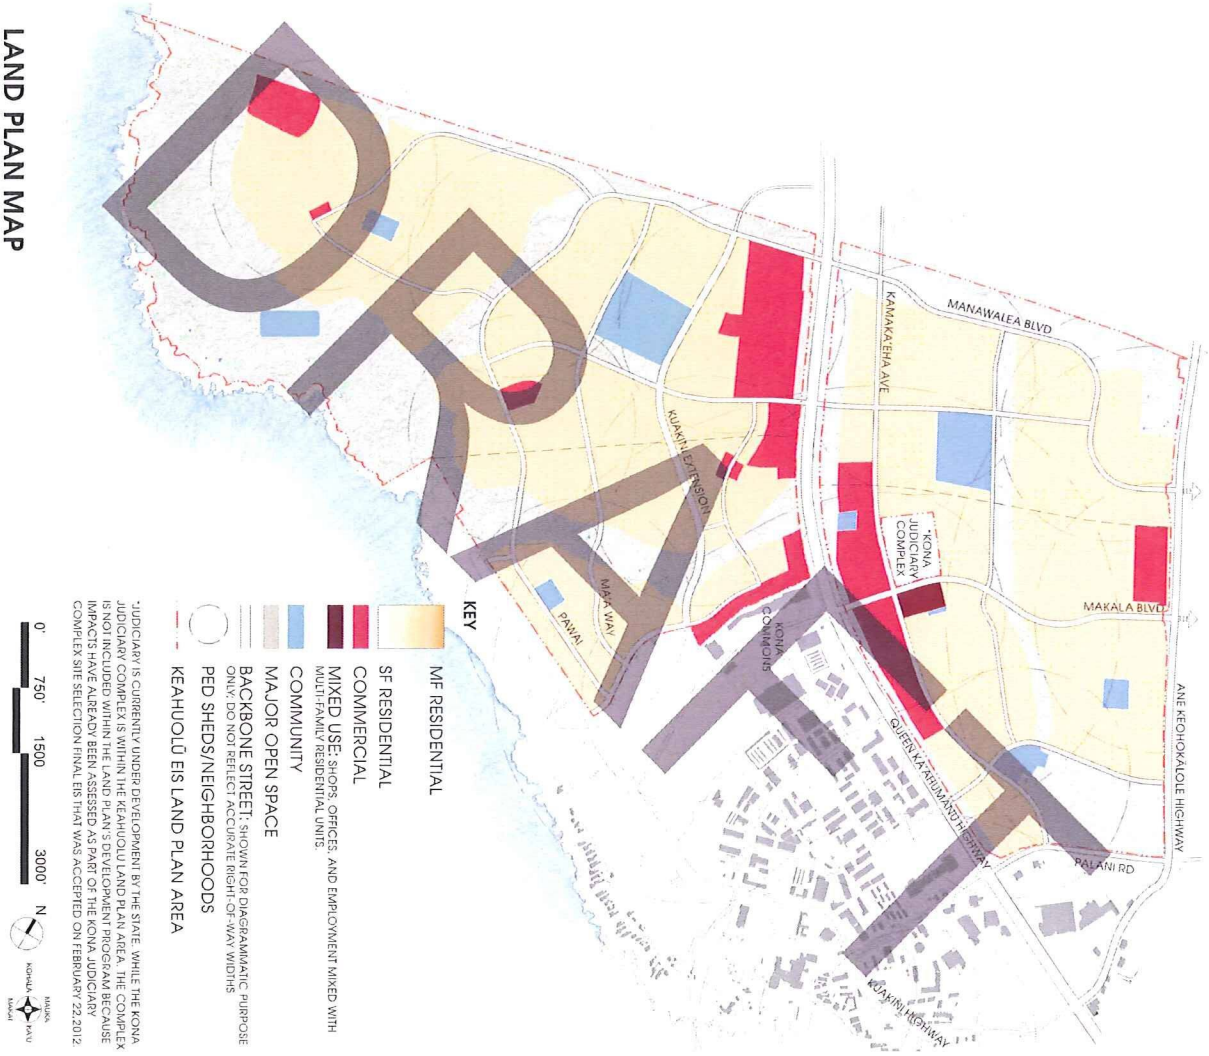 LAND PLAN MAP
DRAFT
MANAWALEA BLVD
KAMAKA'EHA AVE
KUAKINI EXTENSION
*KONA
JUDICIARY
COMPLEX
MAKALA BLVD
ANE KEOHOKALOLE HIGHWAY
MA'A WAY
PAWAI
KONA
COMMONS
QUEEN KA'AHUMANU HIGHWAY
PALANI RD
KUAKINI HIGHWAY
KEY
MF RESIDENTIAL
SF RESIDENTIAL
COMMERCIAL
MIXED USE: SHOPS, OFFICES, AND EMPLOYMENT MIXED WITH
MULTI-FAMILY RESIDENTIAL UNITS.
COMMUNITY
MAJOR OPEN SPACE
BACKBONE STREET: SHOWN FOR DIAGRAMMATIC PURPOSE
ONLY; DO NOT REFLECT ACCURATE RIGHT-OF-WAY WIDTHS
PED SHEDS/NEIGHBORHOODS
KEAHUOLŪ EIS LAND PLAN AREA
*JUDICIARY IS CURRENTLY UNDER DEVELOPMENT BY THE STATE. WHILE THE KONA
JUDICIARY COMPLEX IS WITHIN THE KEAHUOLU LAND PLAN AREA, THE COMPLEX
IS NOT INCLUDED WITHIN THE LAND PLAN'S DEVELOPMENT PROGRAM BECAUSE
IMPACTS HAVE ALREADY BEEN ASSESSED AS PART OF THE KONA JUDICIARY
COMPLEX SITE SELECTION FINAL EIS THAT WAS ACCEPTED ON FEBRUARY 22, 2012.
0' 750' 1500 3000' N
MAUKA
KOHALA KA'U
MAKAI